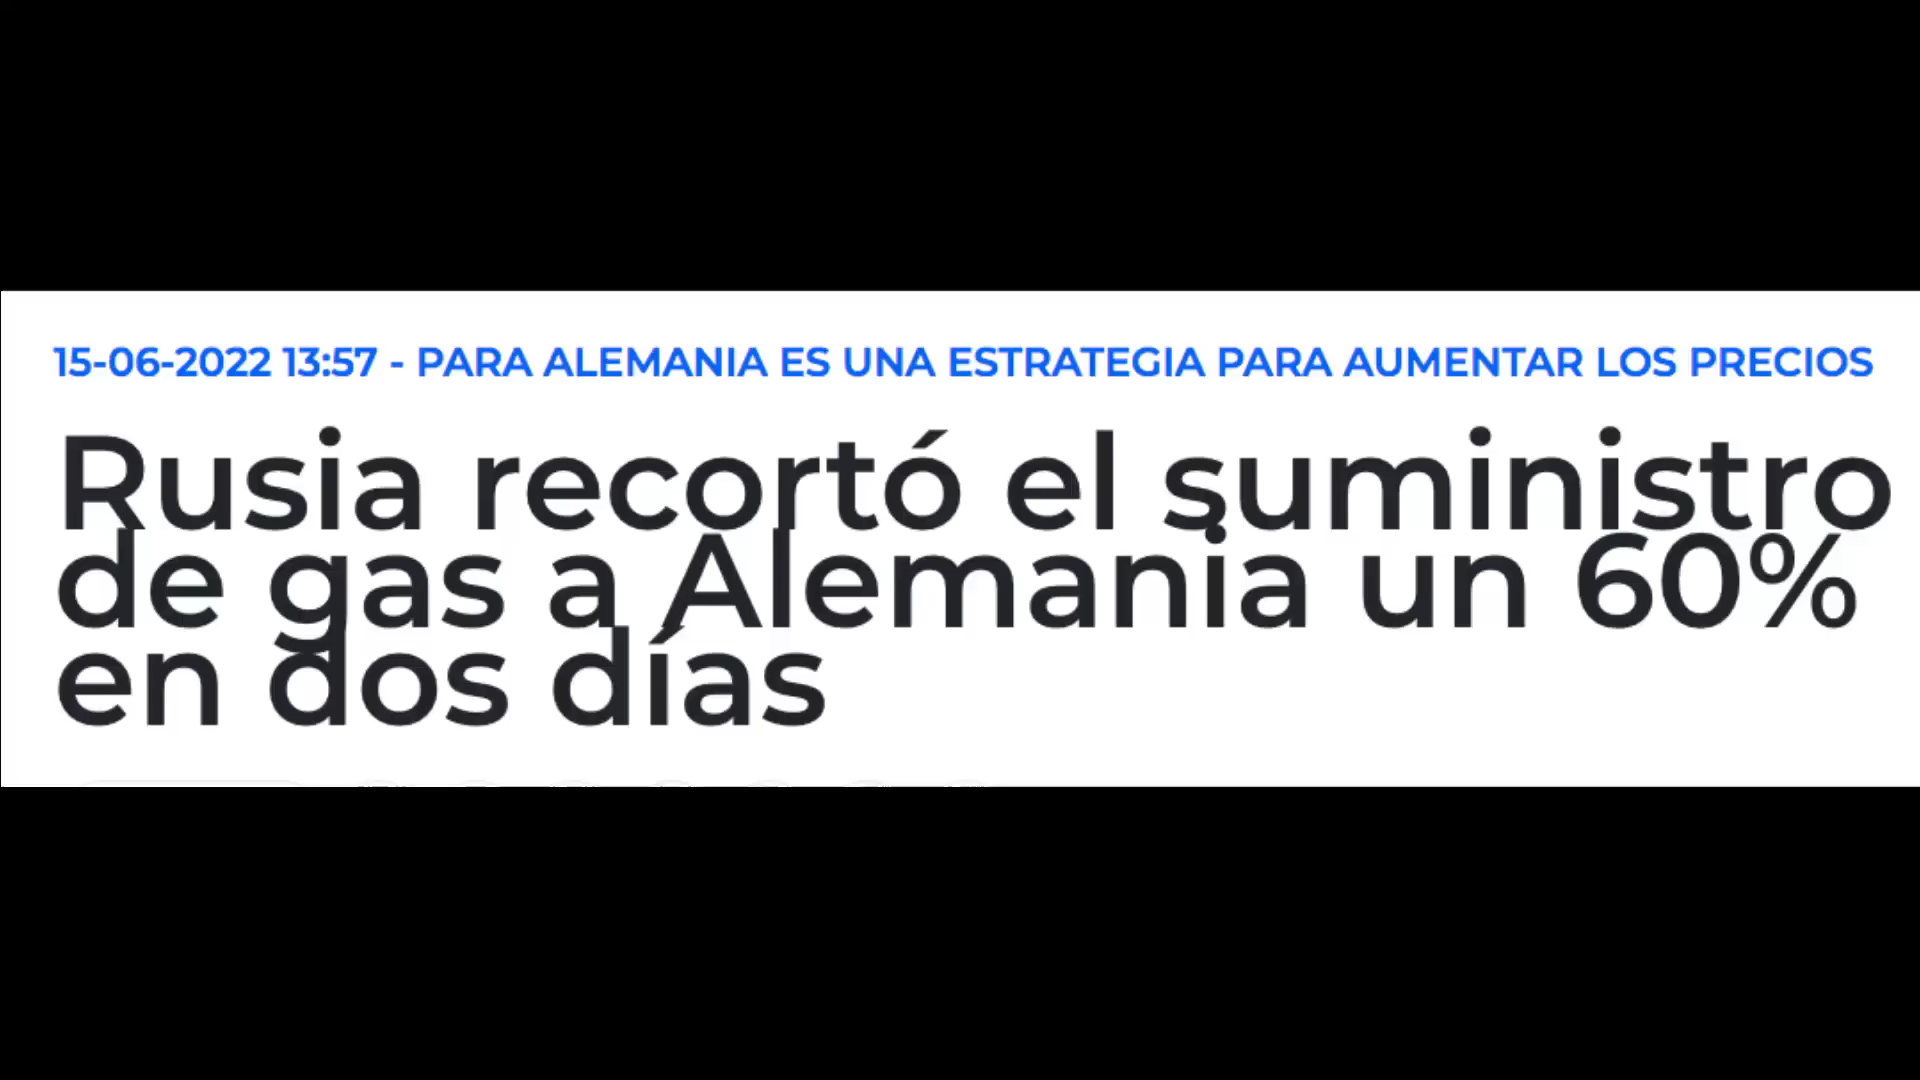 15-06-2022 13:57 - PARA ALEMANIA ES UNA ESTRATEGIA PARA AUMENTAR LOS PRECIOS
Rusia recortó el suministro
de gas a Alemania un 60%
en dos días